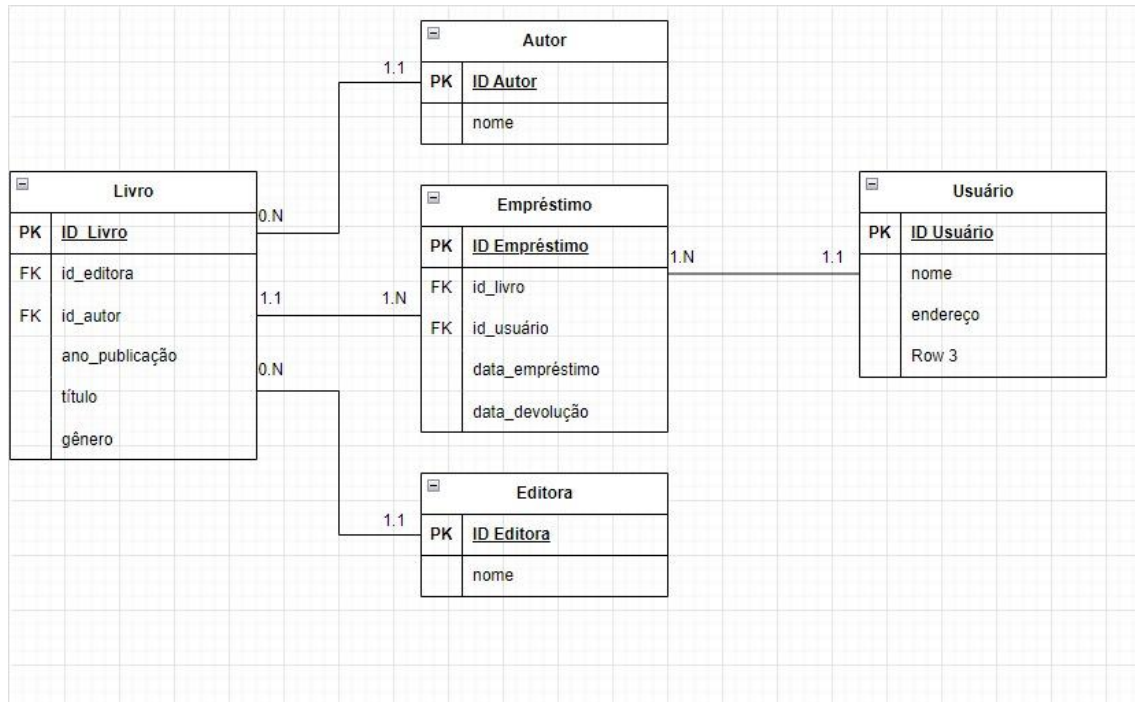 Autor
1.1
PK ID Autor
nome
Livro
PK ID_Livro
FK id_editora
FK id_autor
ano_publicação
título
gênero
0.N
1.1
1.N
0.N
Empréstimo
PK ID Empréstimo
FK id_livro
FK id_usuário
data_empréstimo
data_devolução
1.N
1.1
Usuário
PK ID Usuário
nome
endereço
Row 3
Editora
1.1
PK ID Editora
nome